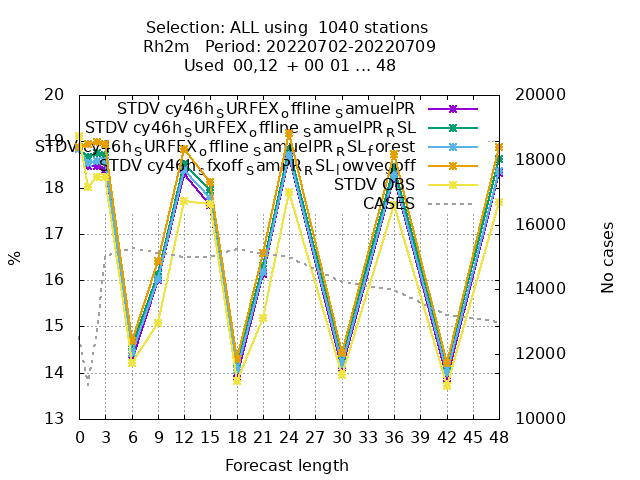 Selection: ALL using 1040 stations
Rh2m Period: 20220702-20220709
Used 00,12 + 00 01 ... 48
STDV cy46h_SURFEX_offline_samuelPR
STDV cy46h_SURFEX_offline_samuelPR_RSL
STDV cy46h_SURFEX_offline_samuelPR_RSL_forest
STDV OBS
CASES
20
19
18
17
16
15
14
13
%
20000
18000
16000
14000
12000
10000
No cases
0 3 6 9 12 15 18 21 24 27 30 33 36 39 42 45 48
Forecast length